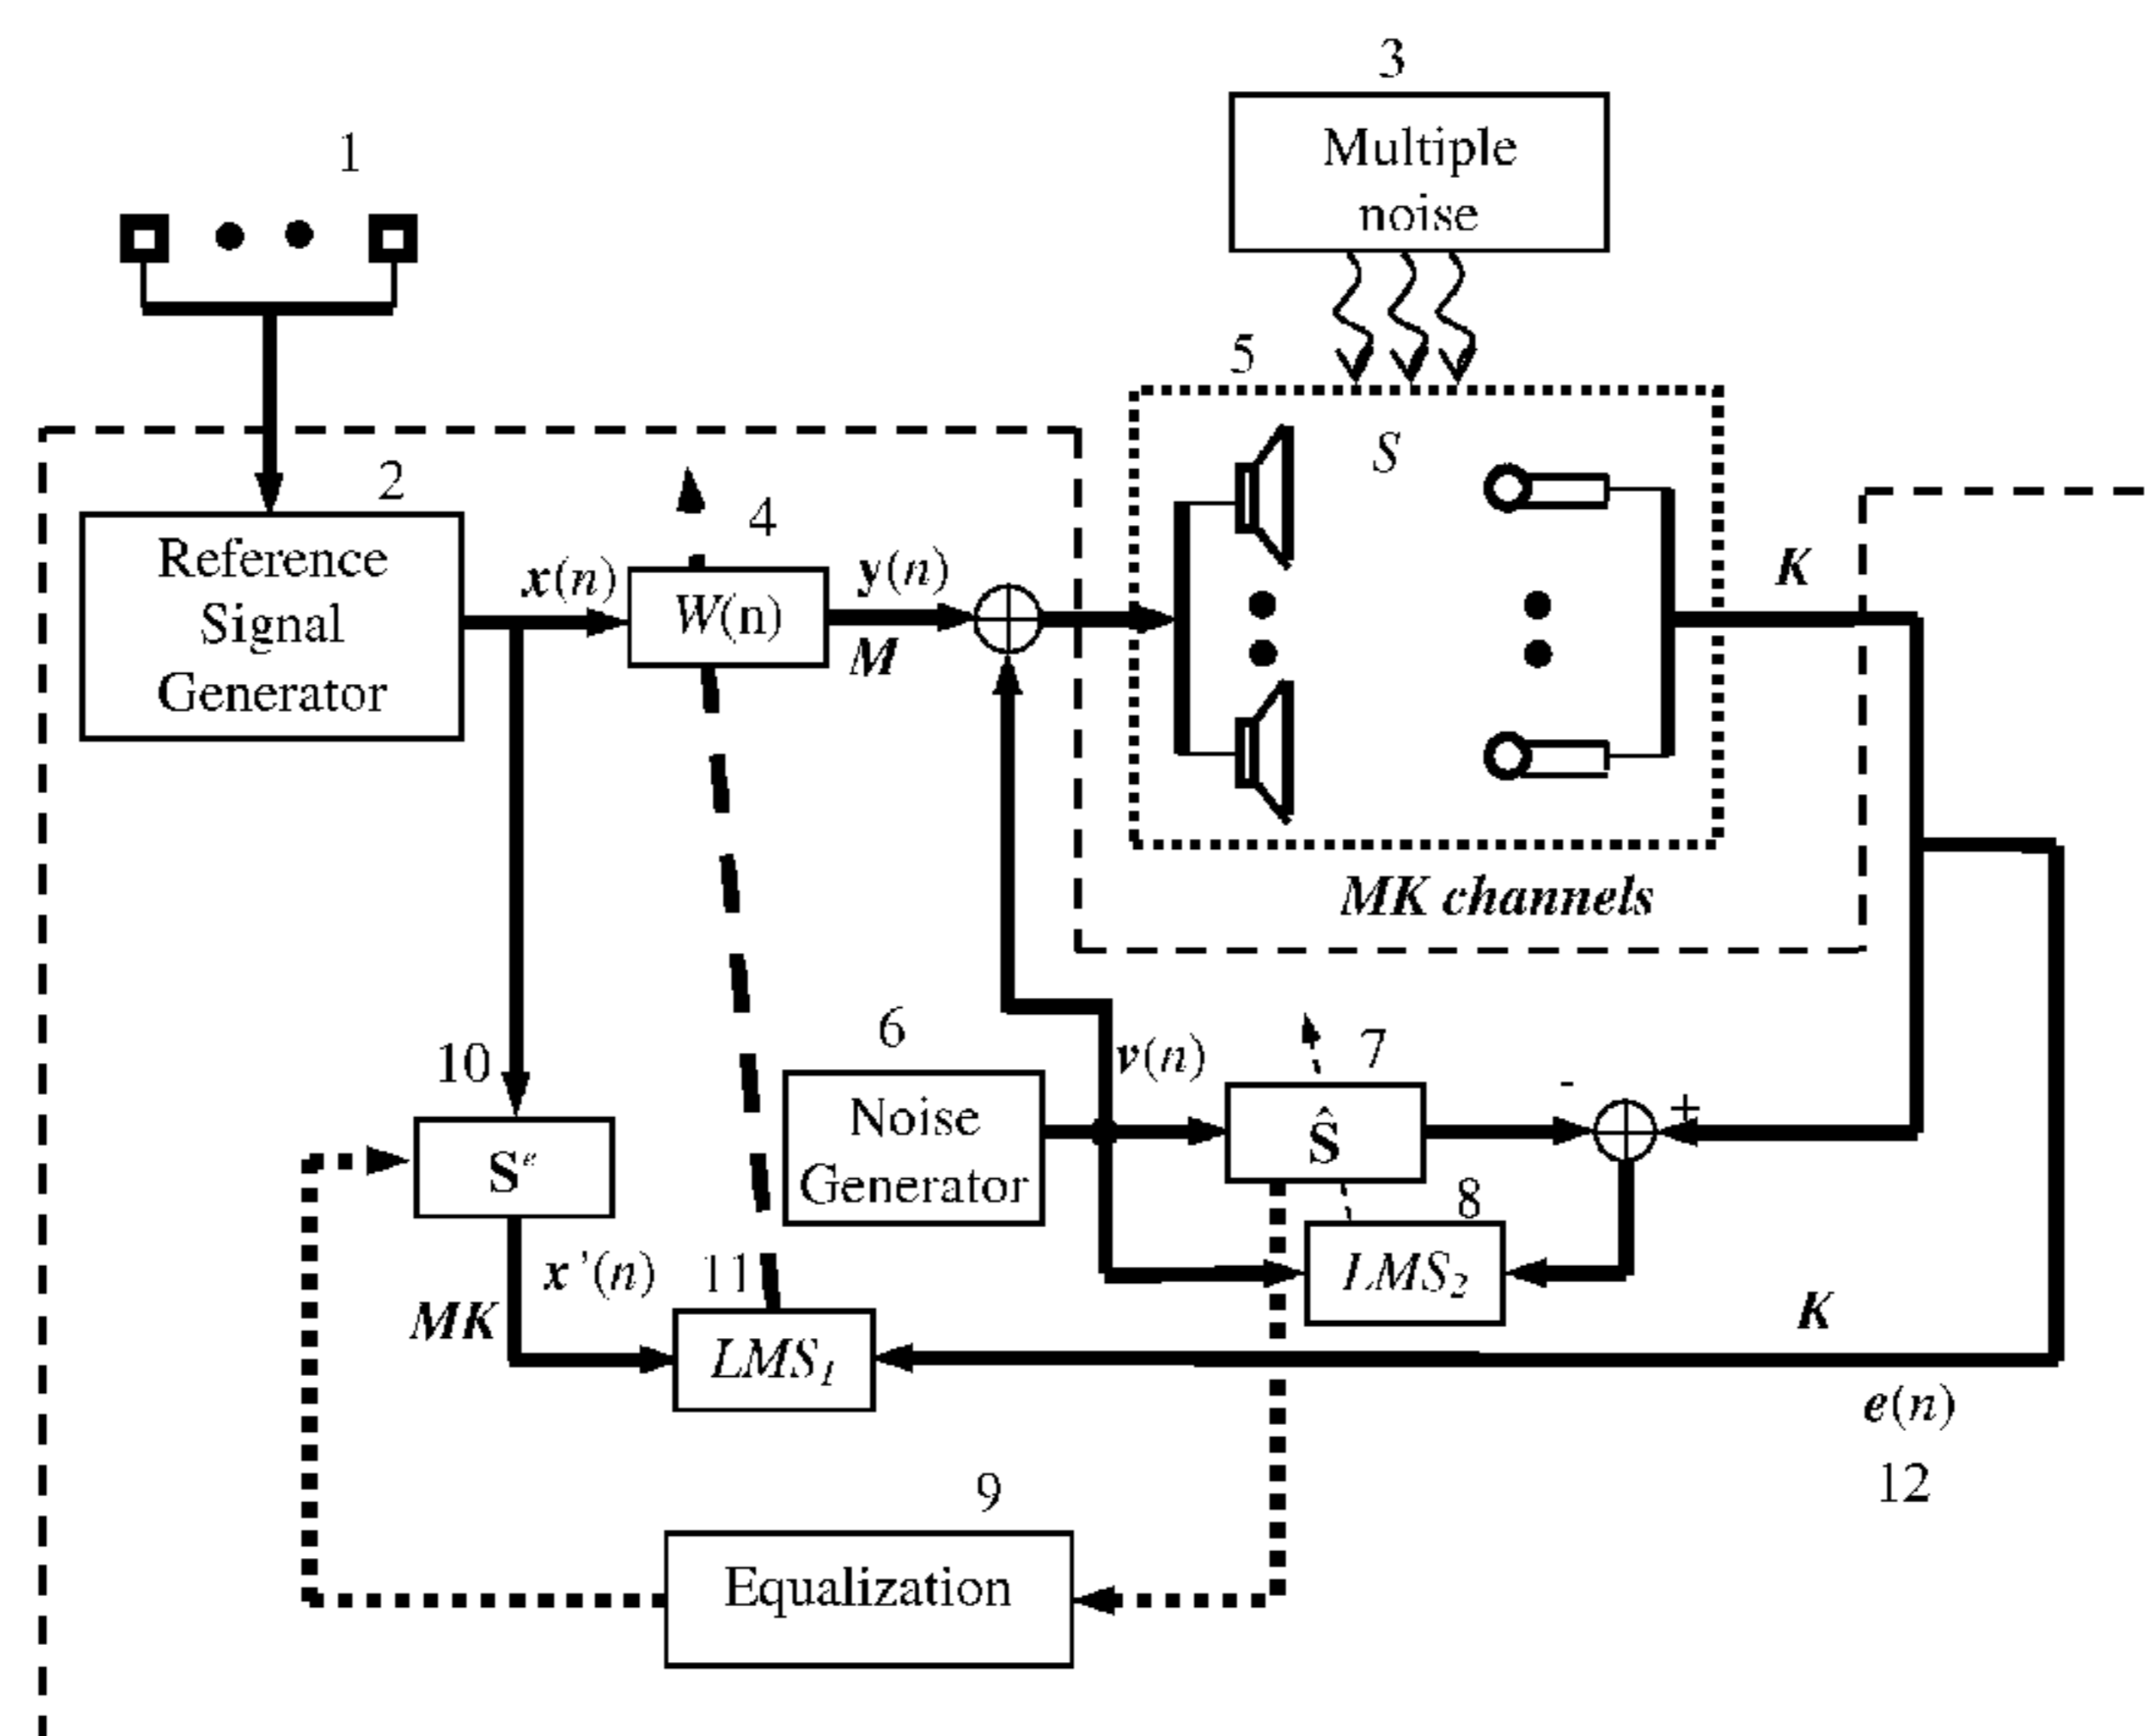 3
Multiple
noise
1
5
S
2
Reference
Signal
Generator
x(n)
4
W(n)
y(n)
M
K
MK channels
6
Noise
Generator
v(n)
7
Ŝ
-
+
8
LMS₂
10
Sᵉ
x'(n)
MK
11
LMS₁
K
e(n)
12
9
Equalization